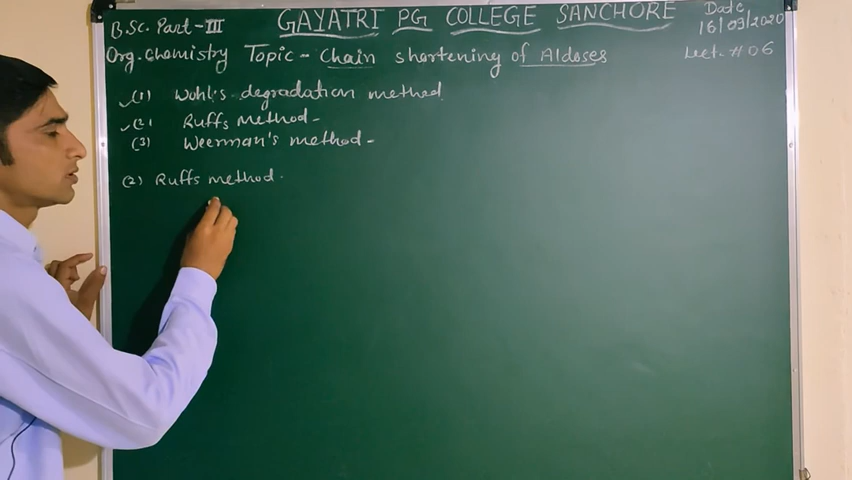 B.Sc. Part-III GAYATRI PG COLLEGE SANCHORE Date 16/09/2020
Org. Chemistry Topic - Chain shortening of Aldoses Lect. # 06
(1) Wohl's degradation method
(2) Ruffs method -
(3) Weerman's method -
(2) Ruffs method.